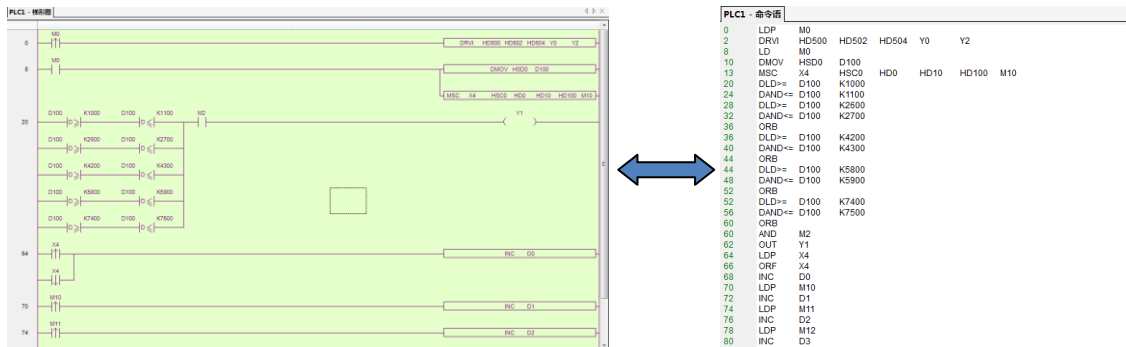 PLC1 - 梯形图
M0
0 DRVI HD500 HD502 HD504 Y0 Y2
M0
8 DMOV HSD0 D100
MSC X4 HSC0 HD0 HD10 HD100 M10
D100 K1000 D100 K1100 M2 Y1
20 D≥ D≤
D100 K2600 D100 K2700
D≥ D≤
D100 K4200 D100 K4300
D≥ D≤
D100 K5800 D100 K5900
D≥ D≤
D100 K7400 D100 K7500
D≥ D≤
X4
64 INC D0
X4
M10
70 INC D1
M11
74 INC D2
PLC1 - 命令语
0 LDP M0
2 DRVI HD500 HD502 HD504 Y0 Y2
8 LD M0
10 DMOV HSD0 D100
13 MSC X4 HSC0 HD0 HD10 HD100 M10
20 DLD>= D100 K1000
24 DAND<= D100 K1100
28 DLD>= D100 K2600
32 DAND<= D100 K2700
36 ORB
36 DLD>= D100 K4200
40 DAND<= D100 K4300
44 ORB
44 DLD>= D100 K5800
48 DAND<= D100 K5900
52 ORB
52 DLD>= D100 K7400
56 DAND<= D100 K7500
60 ORB
60 AND M2
62 OUT Y1
64 LDP X4
66 ORF X4
68 INC D0
70 LDP M10
72 INC D1
74 LDP M11
76 INC D2
78 LDP M12
80 INC D3